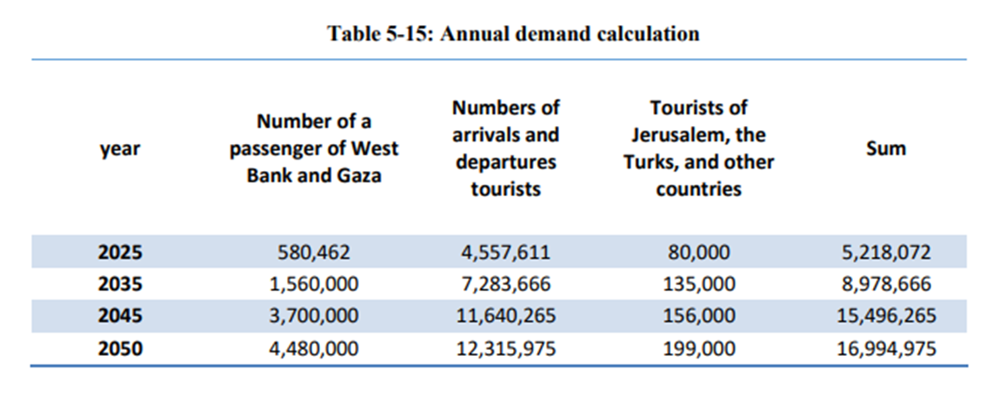 Table 5-15: Annual demand calculation
year
Number of a
passenger of West
Bank and Gaza
Numbers of
arrivals and
departures
tourists
Tourists of
Jerusalem, the
Turks, and other
countries
Sum
2025 580,462 4,557,611 80,000 5,218,072
2035 1,560,000 7,283,666 135,000 8,978,666
2045 3,700,000 11,640,265 156,000 15,496,265
2050 4,480,000 12,315,975 199,000 16,994,975